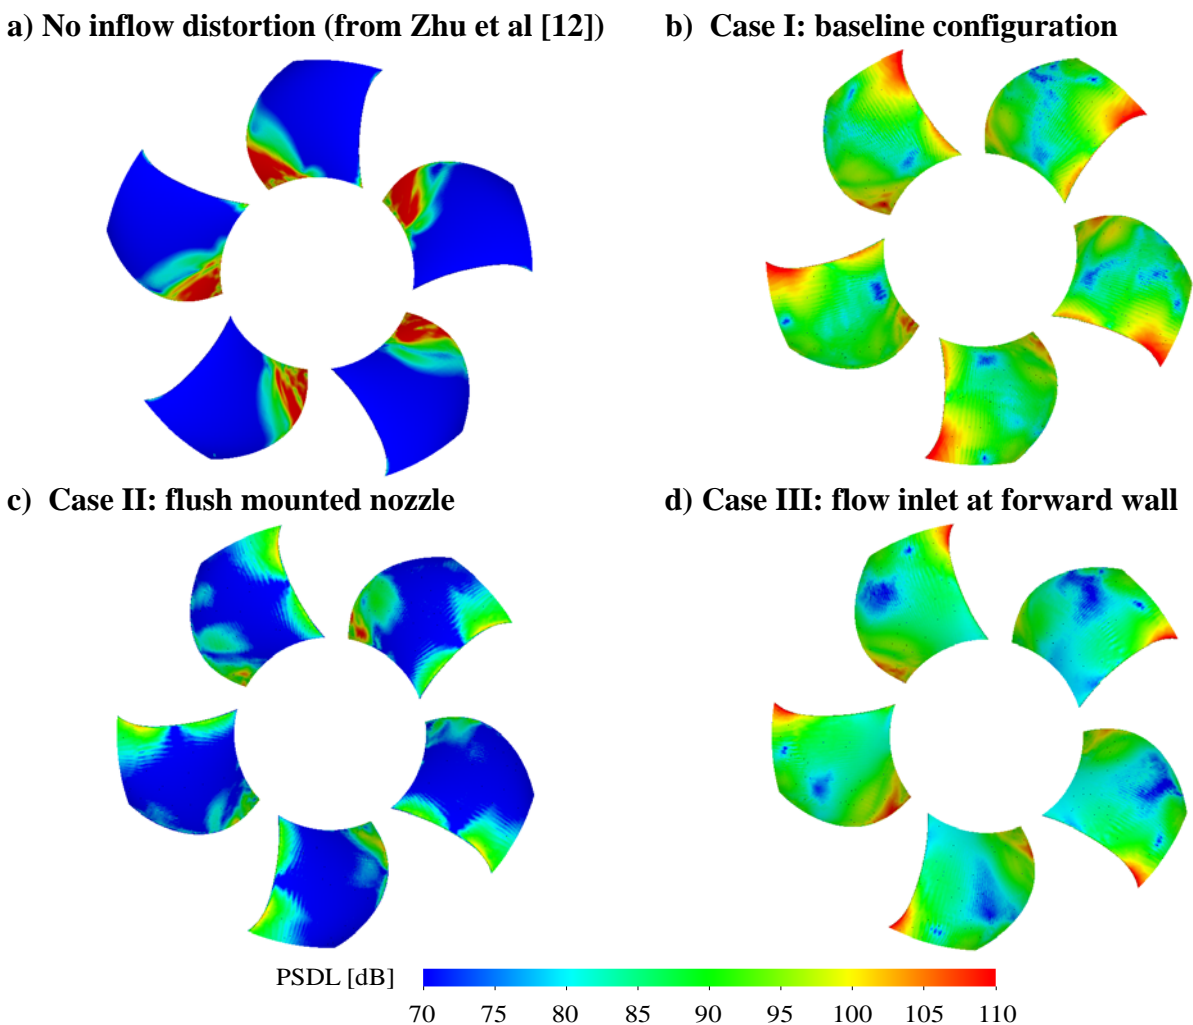 a) No inflow distortion (from Zhu et al [12])
b) Case I: baseline configuration
c) Case II: flush mounted nozzle
d) Case III: flow inlet at forward wall
PSDL [dB]
70 75 80 85 90 95 100 105 110